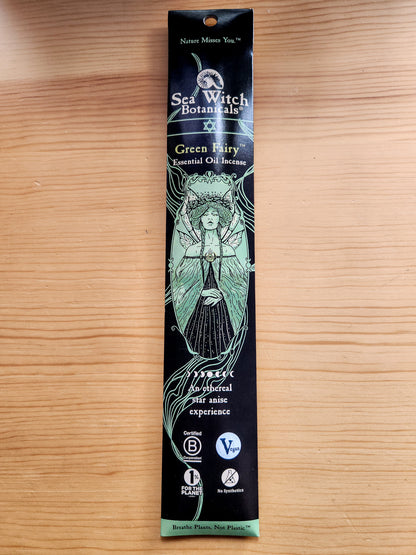 Nature Misses You.™
Sea Witch
Botanicals®
Green Fairy™
Essential Oil Incense
An ethereal
star anise
experience
Certified
B
Corporation
Vegan
1%
FOR THE
PLANET
No Synthetics
Breathe Plants, Not Plastic™